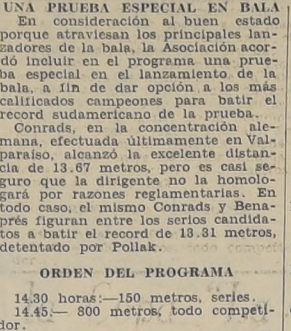 UNA PRUEBA ESPECIAL EN BALA
En consideración al buen estado
porque atraviesan los principales lan-
zadores de la bala, la Asociación acor-
dó incluir en el programa una prue-
ba especial en el lanzamiento de la
bala, a fin de dar opción a los más
calificados campeones para batir el
record sudamericano de la prueba.
Conrads, en la concentración ale-
mana, efectuada últimamente en Val-
paraíso, alcanzó la excelente distan-
cia de 13.67 metros, pero es casi se-
guro que la dirigente no la homolo-
gará por razones reglamentarias. En
todo caso, el mismo Conrads y Bena-
prés figuran entre los serios candida-
tos a batir el record de 13.31 metros,
detentado por Pollak.
ORDEN DEL PROGRAMA
14.30 horas:—150 metros, series.
14.45.— 800 metros, todo competi-
dor.